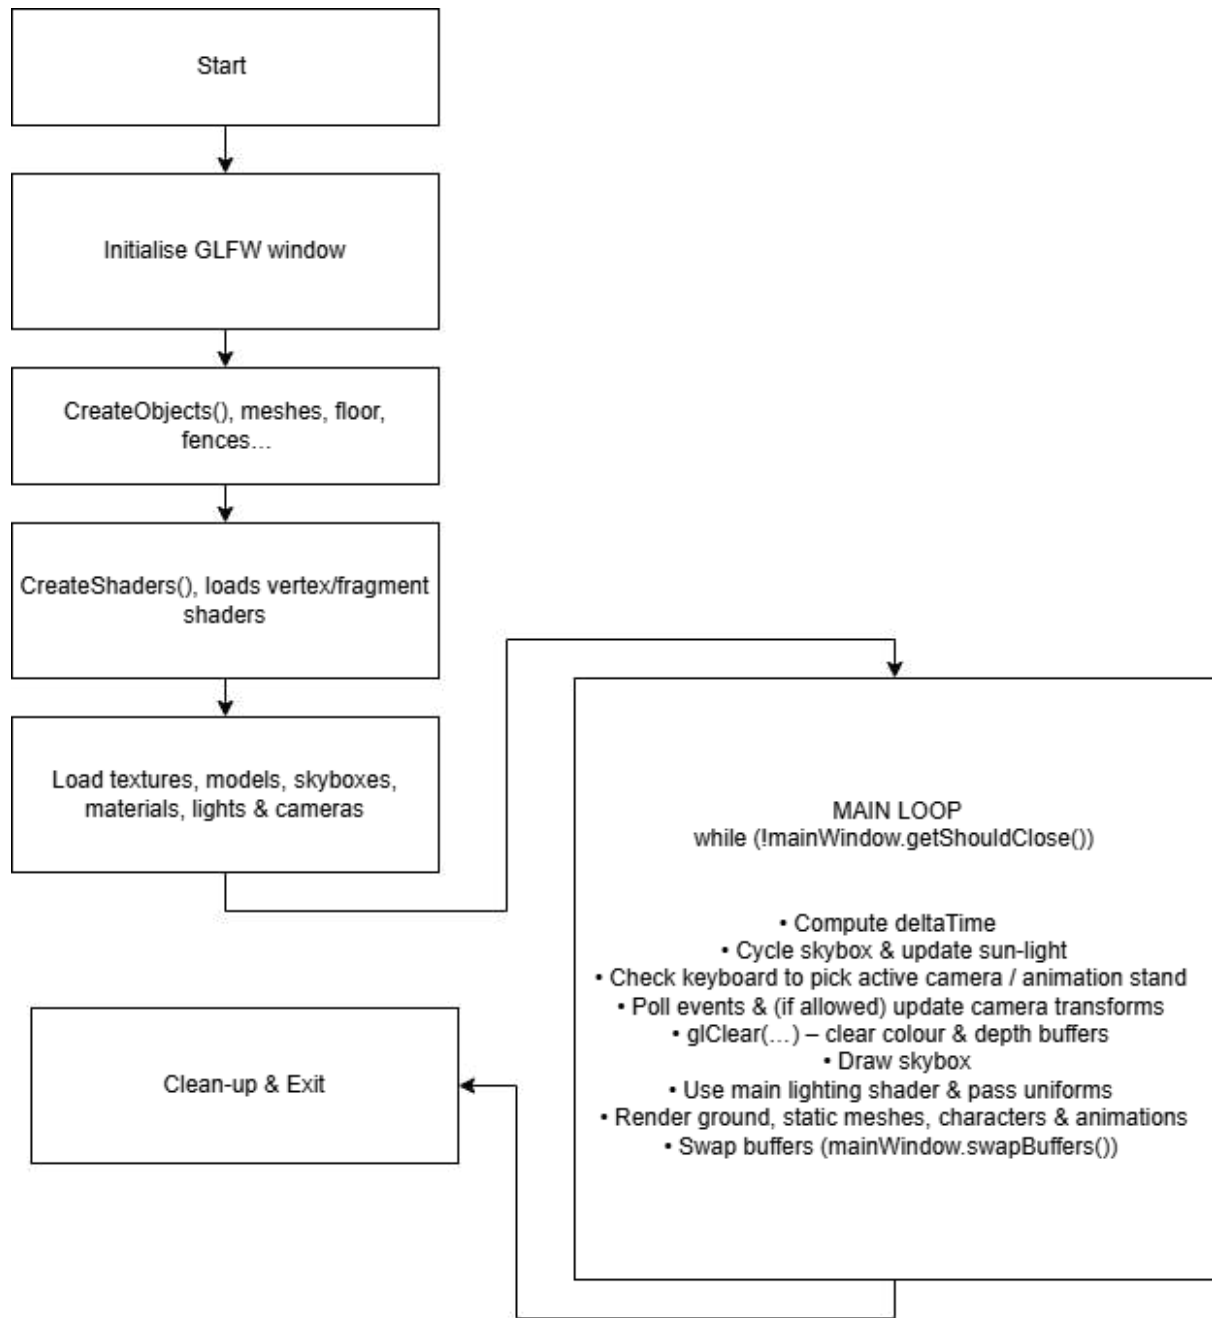 Start
Initialise GLFW window
CreateObjects(), meshes, floor,
fences...
CreateShaders(), loads vertex/fragment
shaders
Load textures, models, skyboxes,
materials, lights & cameras
MAIN LOOP
while (!mainWindow.getShouldClose())
• Compute deltaTime
• Cycle skybox & update sun-light
• Check keyboard to pick active camera / animation stand
• Poll events & (if allowed) update camera transforms
• glClear(…) – clear colour & depth buffers
• Draw skybox
• Use main lighting shader & pass uniforms
• Render ground, static meshes, characters & animations
• Swap buffers (mainWindow.swapBuffers())
Clean-up & Exit